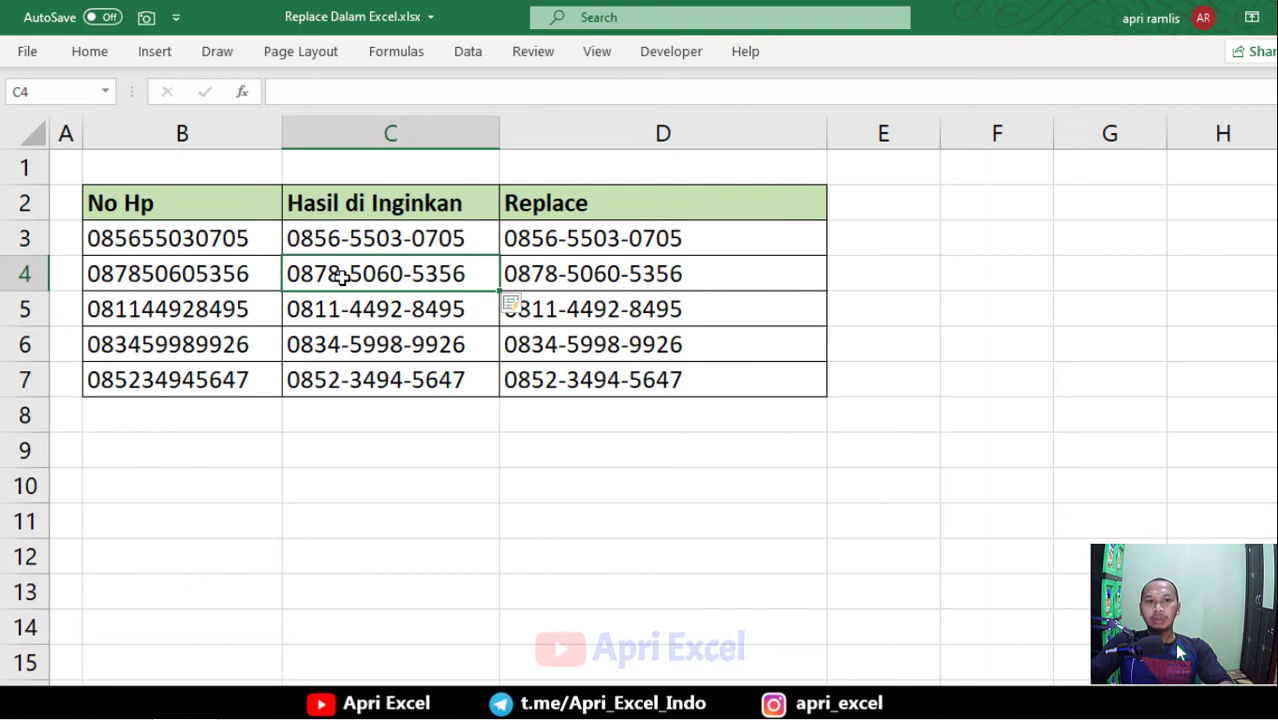 AutoSave Off Replace Dalam Excel.xlsx Search apri ramlis AR
File Home Insert Draw Page Layout Formulas Data Review View Developer Help Shar
C4 fx
A B C D E F G H
1
2 No Hp Hasil di Inginkan Replace
3 085655030705 0856-5503-0705 0856-5503-0705
4 087850605356 0878-5060-5356 0878-5060-5356
5 081144928495 0811-4492-8495 0811-4492-8495
6 083459989926 0834-5998-9926 0834-5998-9926
7 085234945647 0852-3494-5647 0852-3494-5647
8
9
10
11
12
13
14
Apri Excel
15
Apri Excel t.me/Apri_Excel_Indo apri_excel